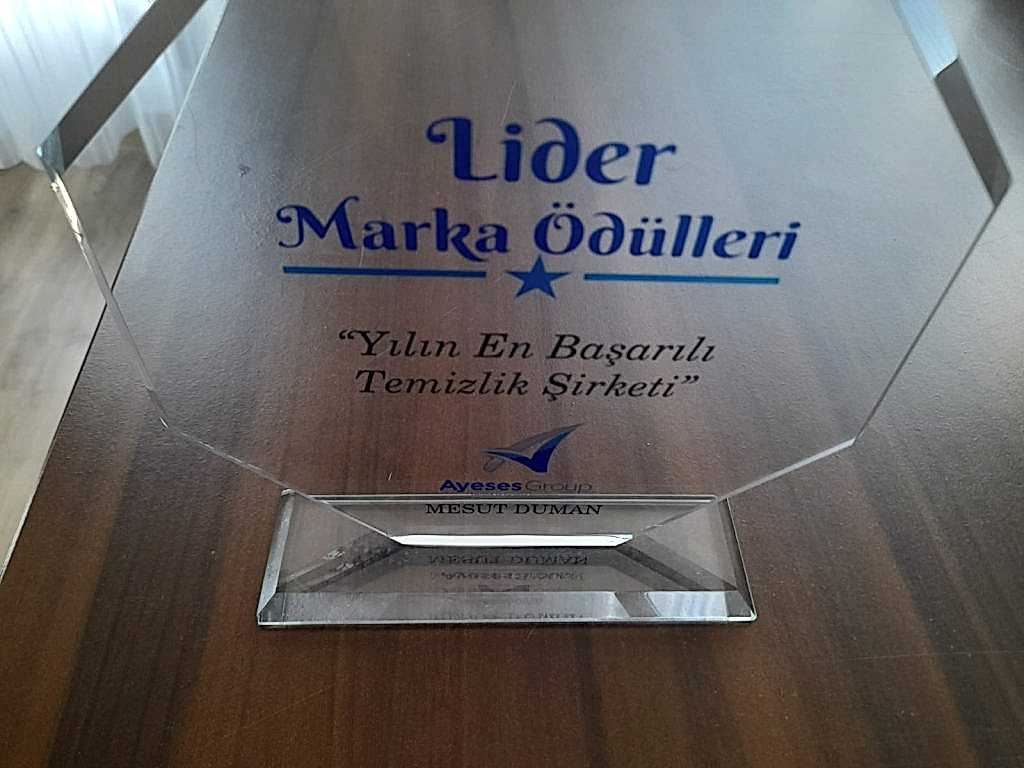 Lider
Marka Ödülleri
“Yılın En Başarılı
Temizlik Şirketi”
Ayeses Group
MESUT DUMAN